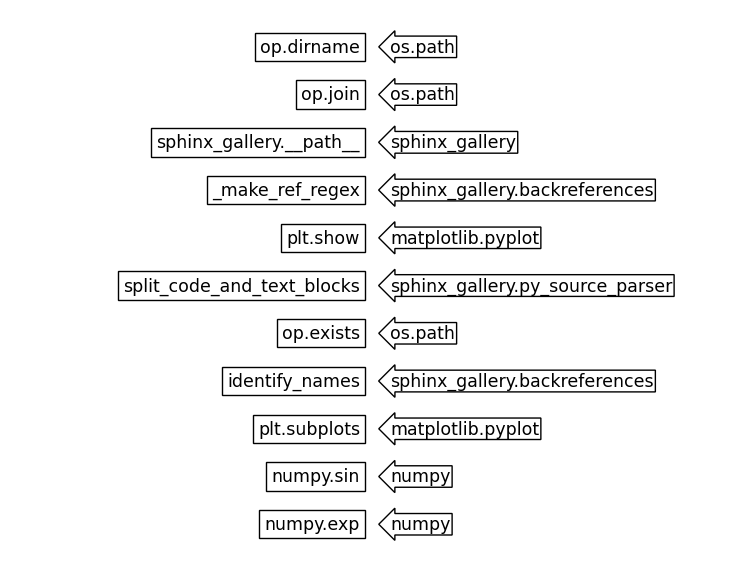 op.dirname os.path
op.join os.path
sphinx_gallery.__path__ sphinx_gallery
_make_ref_regex sphinx_gallery.backreferences
plt.show matplotlib.pyplot
split_code_and_text_blocks sphinx_gallery.py_source_parser
op.exists os.path
identify_names sphinx_gallery.backreferences
plt.subplots matplotlib.pyplot
numpy.sin numpy
numpy.exp numpy